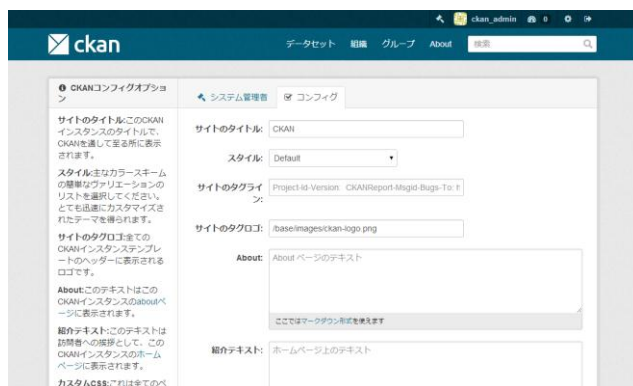 ckan_admin 0
ckan
データセット 組織 グループ About 検索
CKANコンフィグオプショ
ン
サイトのタイトル:このCKAN
インスタンスのタイトルで、
CKANを通して至る所に表示
されます。
スタイル:主なカラースキーム
の簡単なヴァリエーションの
リストを選択してください。
とても迅速にカスタマイズさ
れたテーマを得られます。
サイトのタグロゴ:全ての
CKANインスタンステンプレ
ートのヘッダーに表示される
ロゴです。
About:このテキストはこの
CKANインスタンスのaboutペ
ージに表示されます。
紹介テキスト:このテキストは
訪問者への挨拶として、この
CKANインスタンスのホーム
ページに表示されます。
カスタムCSS:これは全てのペ
システム管理者 コンフィグ
サイトのタイトル: CKAN
スタイル: Default
サイトのタグライ
ン: Project-Id-Version: CKANReport-Msgid-Bugs-To:
サイトのタグロゴ: /base/images/ckan-logo.png
About: About ページのテキスト
ここではマークダウン形式を使えます
紹介テキスト: ホームページ上のテキスト